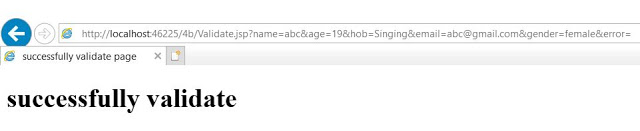 http://localhost:46225/4b/Validate.jsp?name=abc&age=19&hob=Singing&email=abc@gmail.com&gender=female&error=
successfully validate page
successfully validate